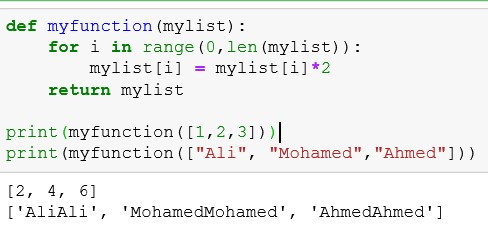 def myfunction(mylist):
    for i in range(0,len(mylist)):
        mylist[i] = mylist[i]*2
    return mylist
print(myfunction([1,2,3]))
print(myfunction(["Ali", "Mohamed","Ahmed"]))
[2, 4, 6]
['AliAli', 'MohamedMohamed', 'AhmedAhmed']